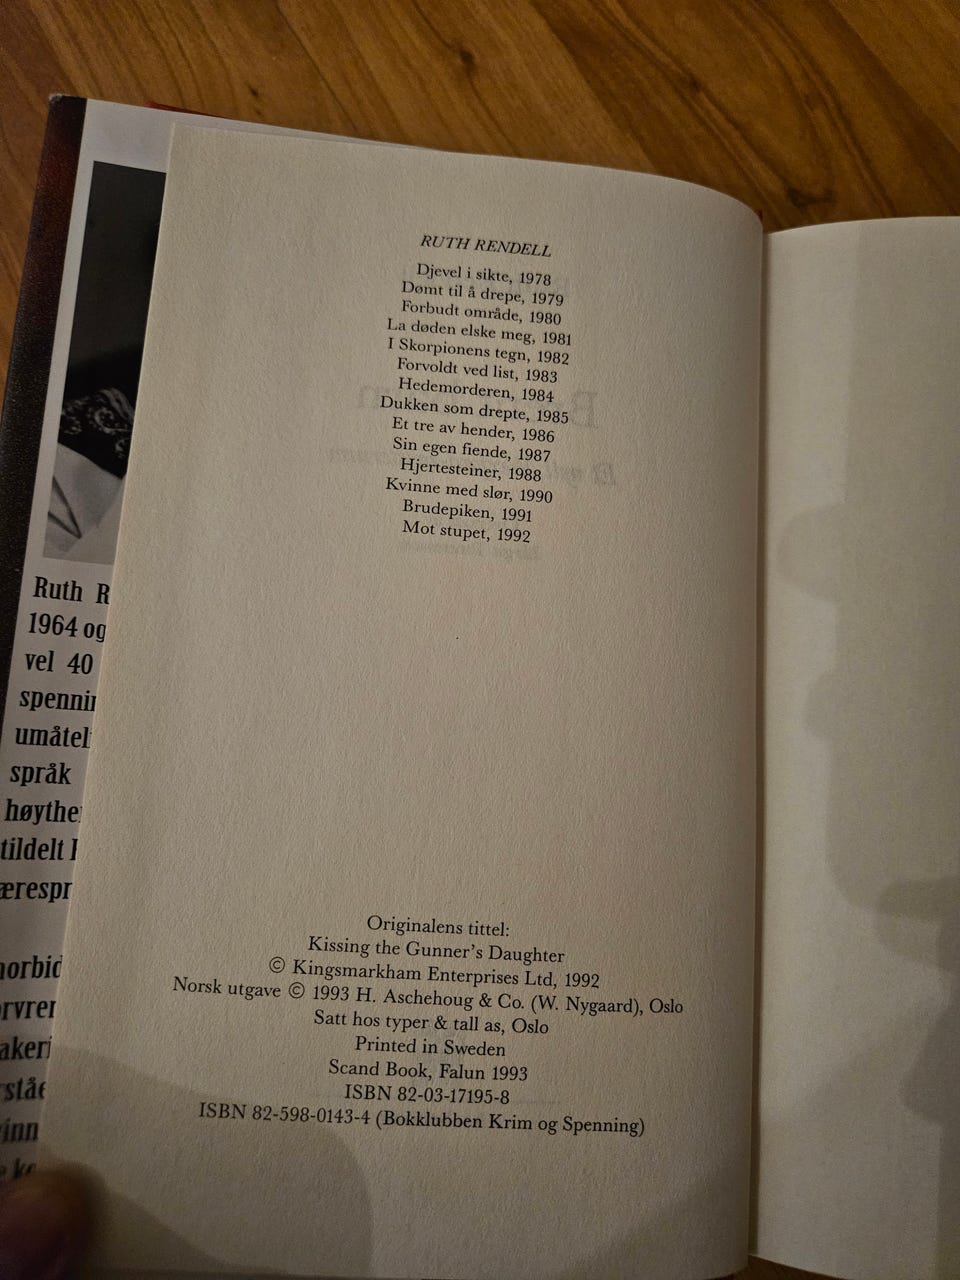 RUTH RENDELL
Djevel i sikte, 1978
Dømt til å drepe, 1979
Forbudt område, 1980
La døden elske meg, 1981
I Skorpionens tegn, 1982
Forvoldt ved list, 1983
Hedemorderen, 1984
Dukken som drepte, 1985
Et tre av hender, 1986
Sin egen fiende, 1987
Hjertesteiner, 1988
Kvinne med slør, 1990
Brudepiken, 1991
Mot stupet, 1992
Ruth R
1964 og
vel 40
spennin
umåtel
språk
høythe
tildelt
ærespr
Originalens tittel:
Kissing the Gunner's Daughter
© Kingsmarkham Enterprises Ltd, 1992
Norsk utgave © 1993 H. Aschehoug & Co. (W. Nygaard), Oslo
Satt hos typer & tall as, Oslo
Printed in Sweden
Scand Book, Falun 1993
ISBN 82-03-17195-8
ISBN 82-598-0143-4 (Bokklubben Krim og Spenning)